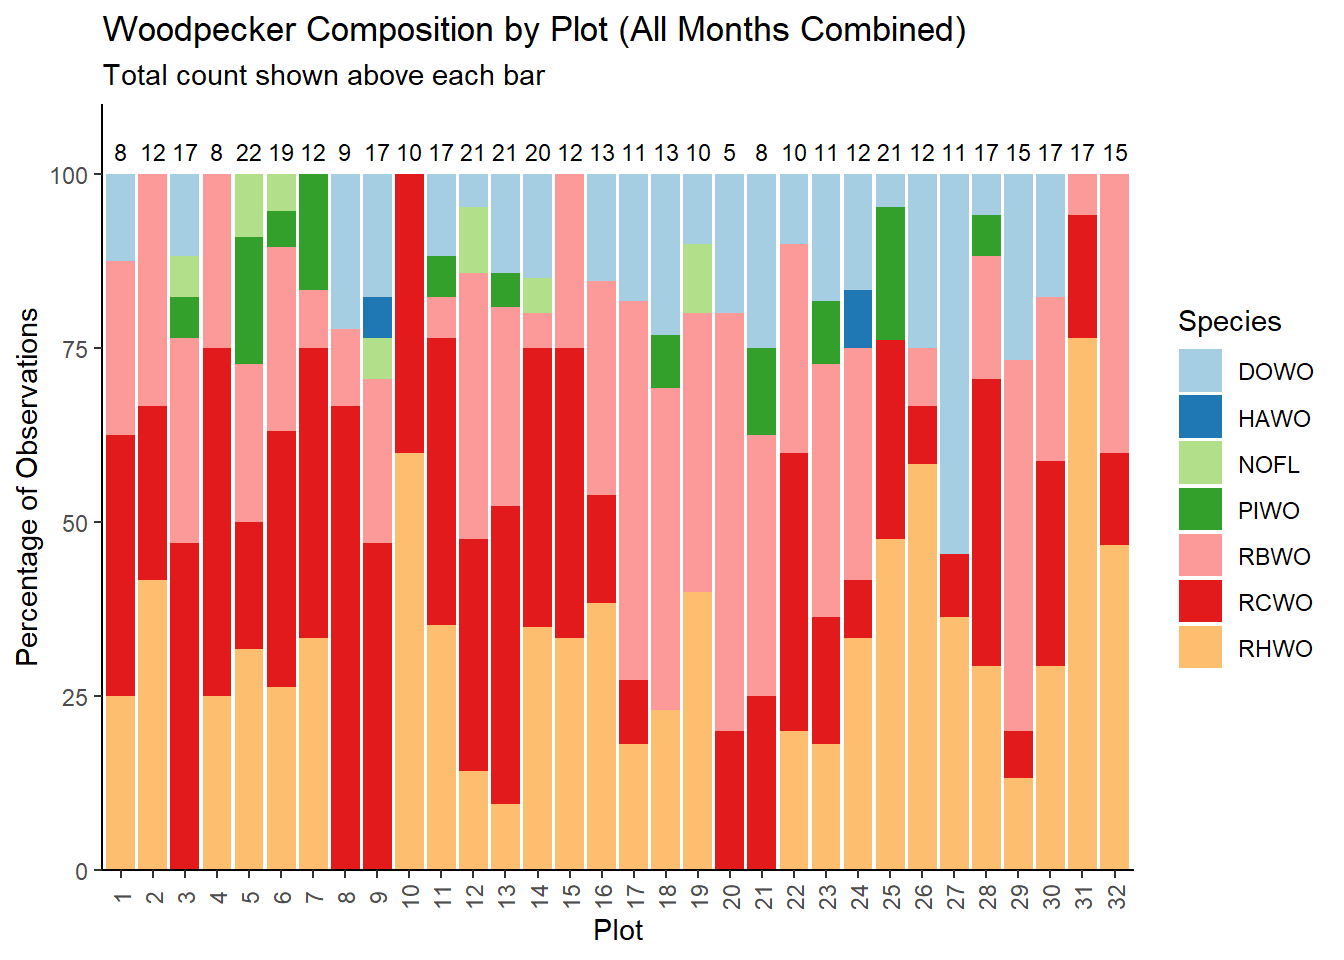 Woodpecker Composition by Plot (All Months Combined)
Total count shown above each bar
8 12 17 8 22 19 12 9 17 10 17 21 21 20 12 13 11 13 10 5 8 10 11 12 21 12 11 17 15 17 17 15
100
75
50
25
0
Percentage of Observations
1 2 3 4 5 6 7 8 9 10 11 12 13 14 15 16 17 18 19 20 21 22 23 24 25 26 27 28 29 30 31 32
Plot
Species
DOWO
HAWO
NOFL
PIWO
RBWO
RCWO
RHWO